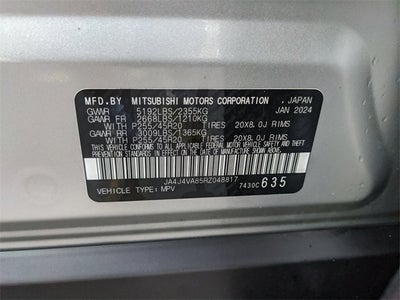 MFD.BY MITSUBISHI MOTORS CORPORATION , JAPAN
GVWR 5192LBS/2355KG JAN 2024
GAWR FR 2668LBS/1210KG
WITH P255/45R20 TIRES 20X8.0J RIMS
GAWR RR 3009LBS/1365KG
WITH P255/45R20 TIRES 20X8.0J RIMS
THIS VEHICLE CONFORMS TO ALL APPLICABLE FEDERAL MOTOR
VEHICLE SAFETY AND THEFT PREVENTION STANDARDS IN EFFECT
ON THE DATE OF MANUFACTURE SHOWN ABOVE.
JA4J4VA85RZ048817 7430C 635
VEHICLE TYPE: MPV